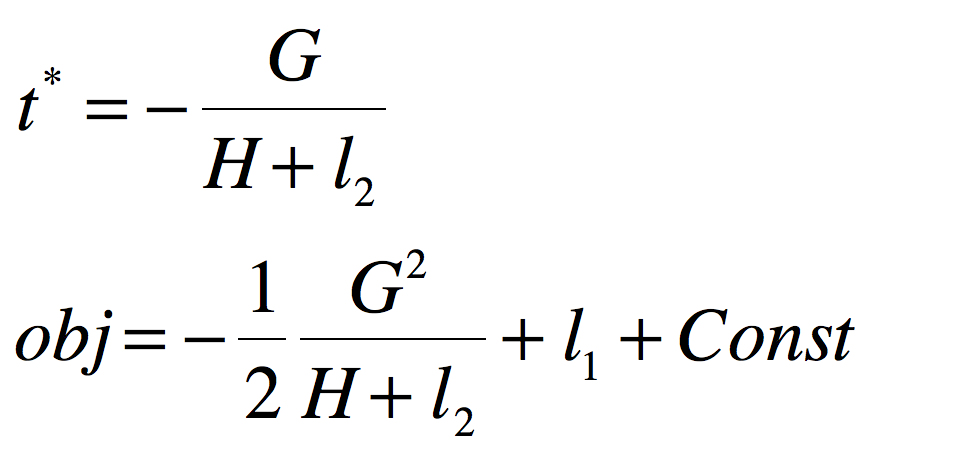 t* = - G / (H + l₂)
obj = - 1/2 G² / (H + l₂) + l₁ + Const